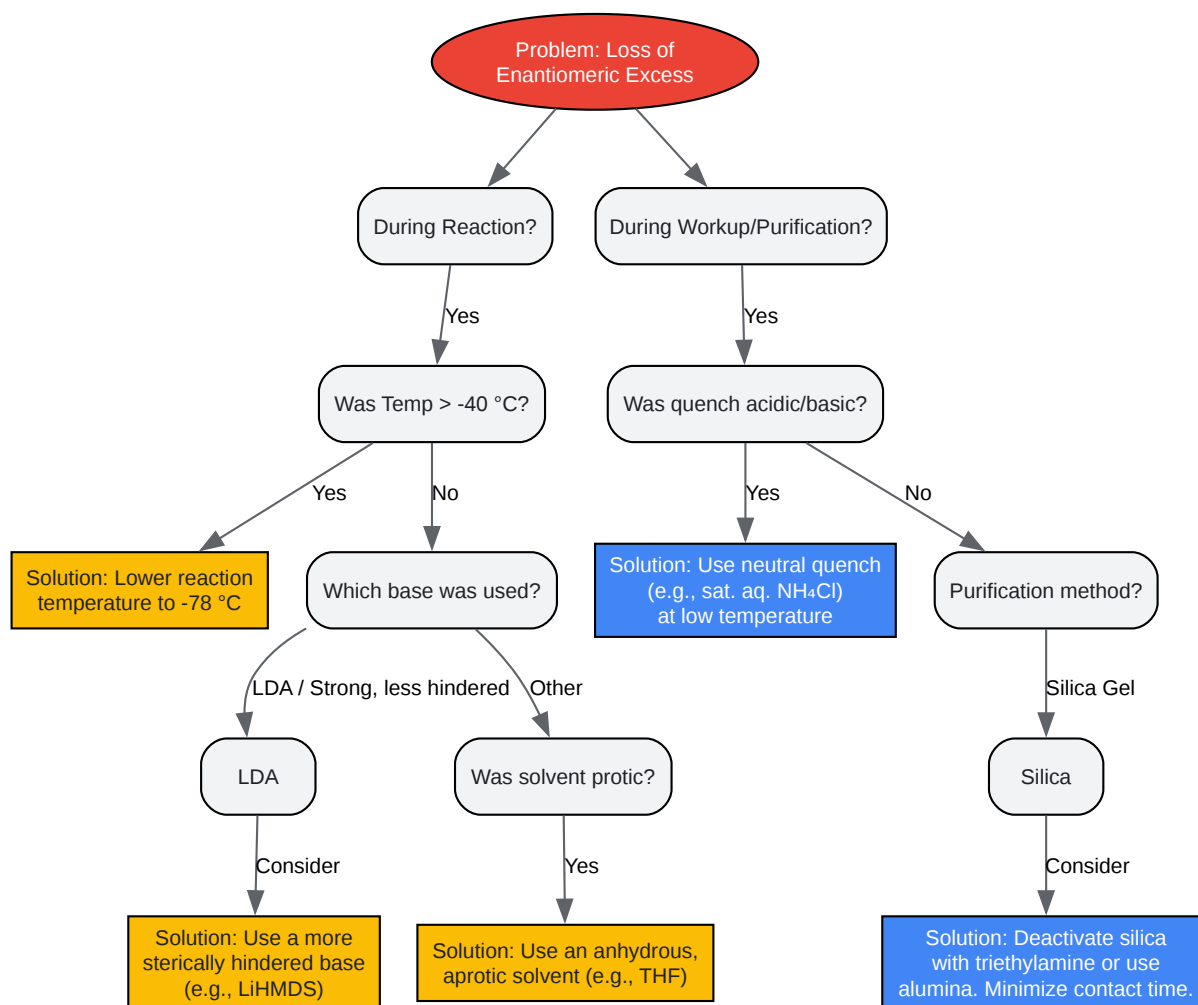 Problem: Loss of
Enantiomeric Excess
During Reaction?
During Workup/Purification?
Yes
Yes
Was Temp > -40 °C?
Was quench acidic/basic?
Yes
No
Yes
No
Solution: Lower reaction
temperature to -78 °C
Which base was used?
Solution: Use neutral quench
(e.g., sat. aq. NH₄Cl)
at low temperature
Purification method?
LDA / Strong, less hindered
Other
Silica Gel
LDA
Was solvent protic?
Silica
Consider
Yes
Consider
Solution: Use a more
sterically hindered base
(e.g., LiHMDS)
Solution: Use an anhydrous,
aprotic solvent (e.g., THF)
Solution: Deactivate silica
with triethylamine or use
alumina. Minimize contact time.